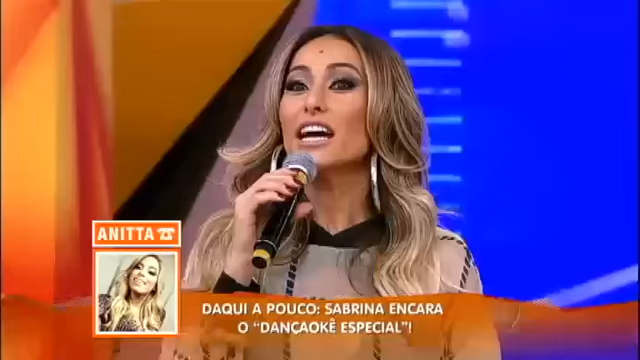 ANITTA
DAQUI A POUCO: SABRINA ENCARA
O “DANÇAOKÊ ESPECIAL”!